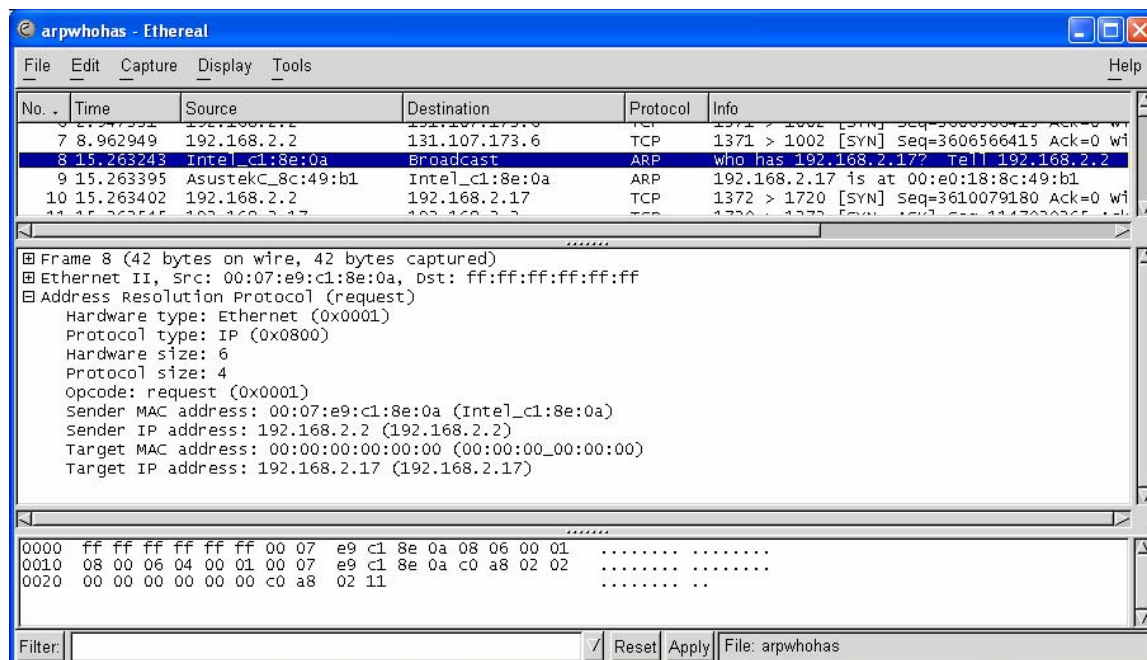 arpwhohas - Ethereal
File Edit Capture Display Tools Help
No. . Time Source Destination Protocol Info
7 8.962949 192.168.2.2 131.107.173.6 TCP 1371 > 1002 [SYN] Seq=3606566415 Ack=0 Wi
8 15.263243 Intel_c1:8e:0a Broadcast ARP Who has 192.168.2.17? Tell 192.168.2.2
9 15.263395 AsustekC_8c:49:b1 Intel_c1:8e:0a ARP 192.168.2.17 is at 00:e0:18:8c:49:b1
10 15.263402 192.168.2.2 192.168.2.17 TCP 1372 > 1720 [SYN] Seq=3610079180 Ack=0 Wi
Frame 8 (42 bytes on wire, 42 bytes captured)
Ethernet II, Src: 00:07:e9:c1:8e:0a, Dst: ff:ff:ff:ff:ff:ff
Address Resolution Protocol (request)
Hardware type: Ethernet (0x0001)
Protocol type: IP (0x0800)
Hardware size: 6
Protocol size: 4
Opcode: request (0x0001)
Sender MAC address: 00:07:e9:c1:8e:0a (Intel_c1:8e:0a)
Sender IP address: 192.168.2.2 (192.168.2.2)
Target MAC address: 00:00:00:00:00:00 (00:00:00_00:00:00)
Target IP address: 192.168.2.17 (192.168.2.17)
0000 ff ff ff ff ff ff 00 07 e9 c1 8e 0a 08 06 00 01 ........ ........
0010 08 00 06 04 00 01 00 07 e9 c1 8e 0a c0 a8 02 02 ........ ........
0020 00 00 00 00 00 00 c0 a8 02 11 ........ ..
Filter: Reset Apply File: arpwhohas